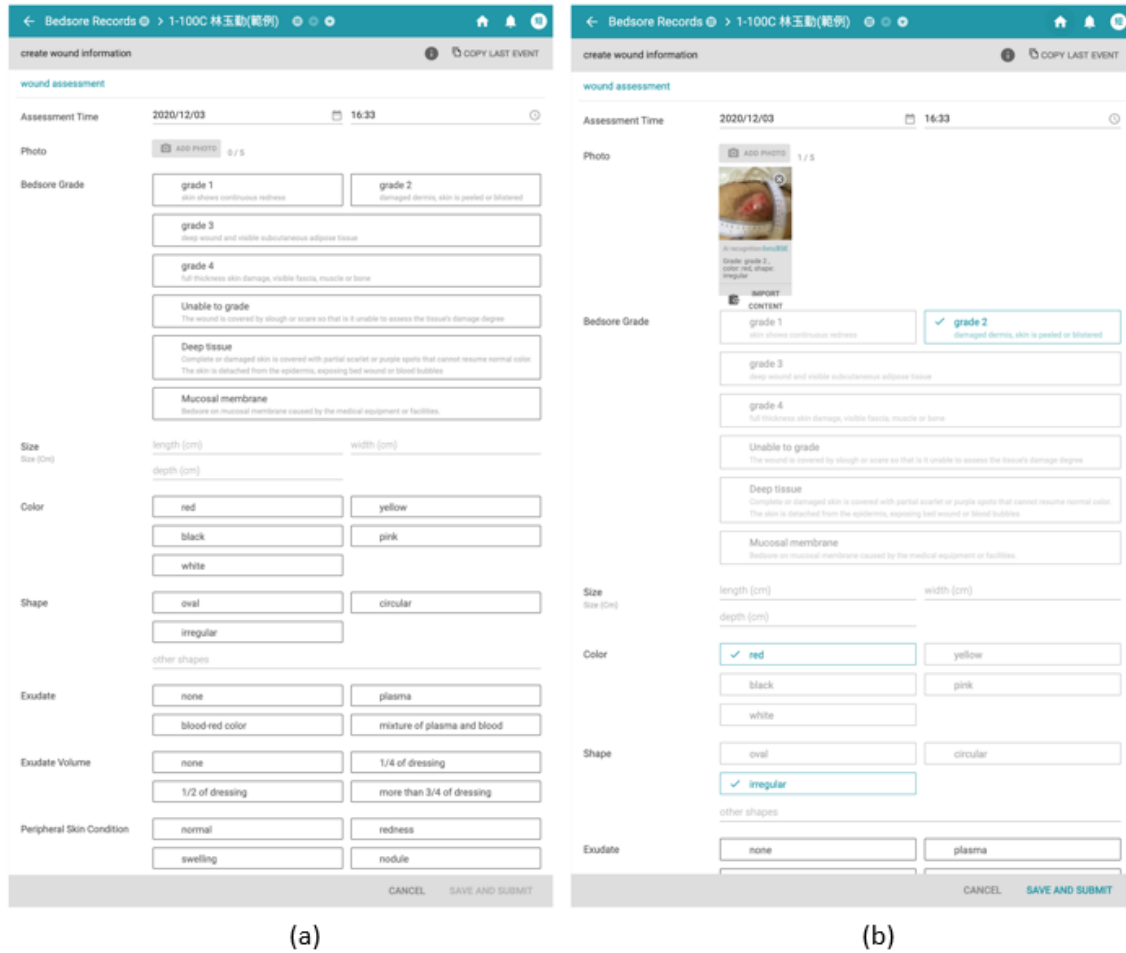 Bedsore Records > 1-100C 林玉動(範例)
create wound information COPY LAST EVENT
wound assessment
Assessment Time 2020/12/03 16:33
Photo ADD PHOTO 0 / 5
Bedsore Grade grade 1 grade 2
skin shows continuous redness damaged dermis, skin is peeled or blistered
grade 3
deep wound and visible subcutaneous adipose tissue
grade 4
full thickness skin damage, visible fascia, muscle or bone
Unable to grade
The wound is covered by slough or scare so that is it unable to assess the tissue's damage degree
Deep tissue
Complete or damaged skin is covered with partial scarlet or purple spots that cannot resume normal color.
The skin is detached from the epidermis, exposing bed wound or blood bubbles
Mucosal membrane
Bedsore on mucosal membrane caused by the medical equipment or facilities.
Size length (cm) width (cm)
Size (Cm)
depth (cm)
Color red yellow
black pink
white
Shape oval circular
irregular
other shapes
Exudate none plasma
blood-red color mixture of plasma and blood
Exudate Volume none 1/4 of dressing
1/2 of dressing more than 3/4 of dressing
Peripheral Skin Condition normal redness
swelling nodule
CANCEL SAVE AND SUBMIT
(a)
Bedsore Records > 1-100C 林玉動(範例)
create wound information COPY LAST EVENT
wound assessment
Assessment Time 2020/12/03 16:33
Photo ADD PHOTO 1 / 5
AI recognition
Grade: grade 2 ,
color: red, shape:
irregular
IMPORT
CONTENT
Bedsore Grade grade 1 grade 2
skin shows continuous redness damaged dermis, skin is peeled or blistered
grade 3
deep wound and visible subcutaneous adipose tissue
grade 4
full thickness skin damage, visible fascia, muscle or bone
Unable to grade
The wound is covered by slough or scare so that is it unable to assess the tissue's damage degree
Deep tissue
Complete or damaged skin is covered with partial scarlet or purple spots that cannot resume normal color.
The skin is detached from the epidermis, exposing bed wound or blood bubbles
Mucosal membrane
Bedsore on mucosal membrane caused by the medical equipment or facilities.
Size length (cm) width (cm)
Size (Cm)
depth (cm)
Color red yellow
black pink
white
Shape oval circular
irregular
other shapes
Exudate none plasma
CANCEL SAVE AND SUBMIT
(b)